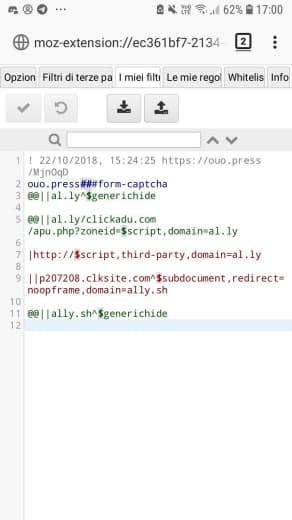 62% 17:00
moz-extension://ec361bf7-2134- 2
Opzion Filtri di terze pa I miei filtri Le mie regol Whitelis Info
1 ! 22/10/2018, 15:24:25 https://ouo.press
/MjnOqD
2 ouo.press###form-captcha
3 @@||al.ly^$generichide
4
5 @@||al.ly/clickadu.com
/apu.php?zoneid=$script,domain=al.ly
6
7 |http://$script,third-party,domain=al.ly
8
9 ||p207208.clksite.com^$subdocument,redirect=
noopframe,domain=ally.sh
10
11 @@||ally.sh^$generichide
12